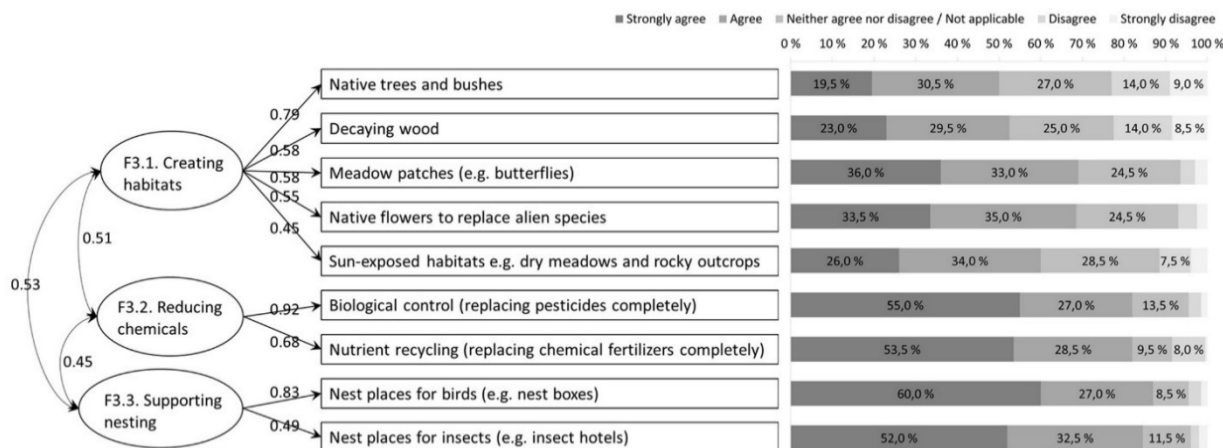 Strongly agree Agree Neither agree nor disagree / Not applicable Disagree Strongly disagree
0 % 10 % 20 % 30 % 40 % 50 % 60 % 70 % 80 % 90 % 100 %
Native trees and bushes 19,5 % 30,5 % 27,0 % 14,0 % 9,0 %
0.79
Decaying wood 23,0 % 29,5 % 25,0 % 14,0 % 8,5 %
F3.1. Creating
habitats
0.58
Meadow patches (e.g. butterflies) 36,0 % 33,0 % 24,5 %
0.58
0.55
Native flowers to replace alien species 33,5 % 35,0 % 24,5 %
0.45
0.51
Sun-exposed habitats e.g. dry meadows and rocky outcrops 26,0 % 34,0 % 28,5 % 7,5 %
0.53
F3.2. Reducing
chemicals
0.92
Biological control (replacing pesticides completely) 55,0 % 27,0 % 13,5 %
0.68
Nutrient recycling (replacing chemical fertilizers completely) 53,5 % 28,5 % 9,5 % 8,0 %
0.45
F3.3. Supporting
nesting
0.83
Nest places for birds (e.g. nest boxes) 60,0 % 27,0 % 8,5 %
0.49
Nest places for insects (e.g. insect hotels) 52,0 % 32,5 % 11,5 %